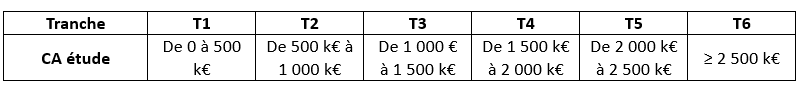 Tranche T1 T2 T3 T4 T5 T6
CA étude De 0 à 500 k€ De 500 k€ à 1 000 k€ De 1 000 € à 1 500 k€ De 1 500 k€ à 2 000 k€ De 2 000 k€ à 2 500 k€ ≥ 2 500 k€